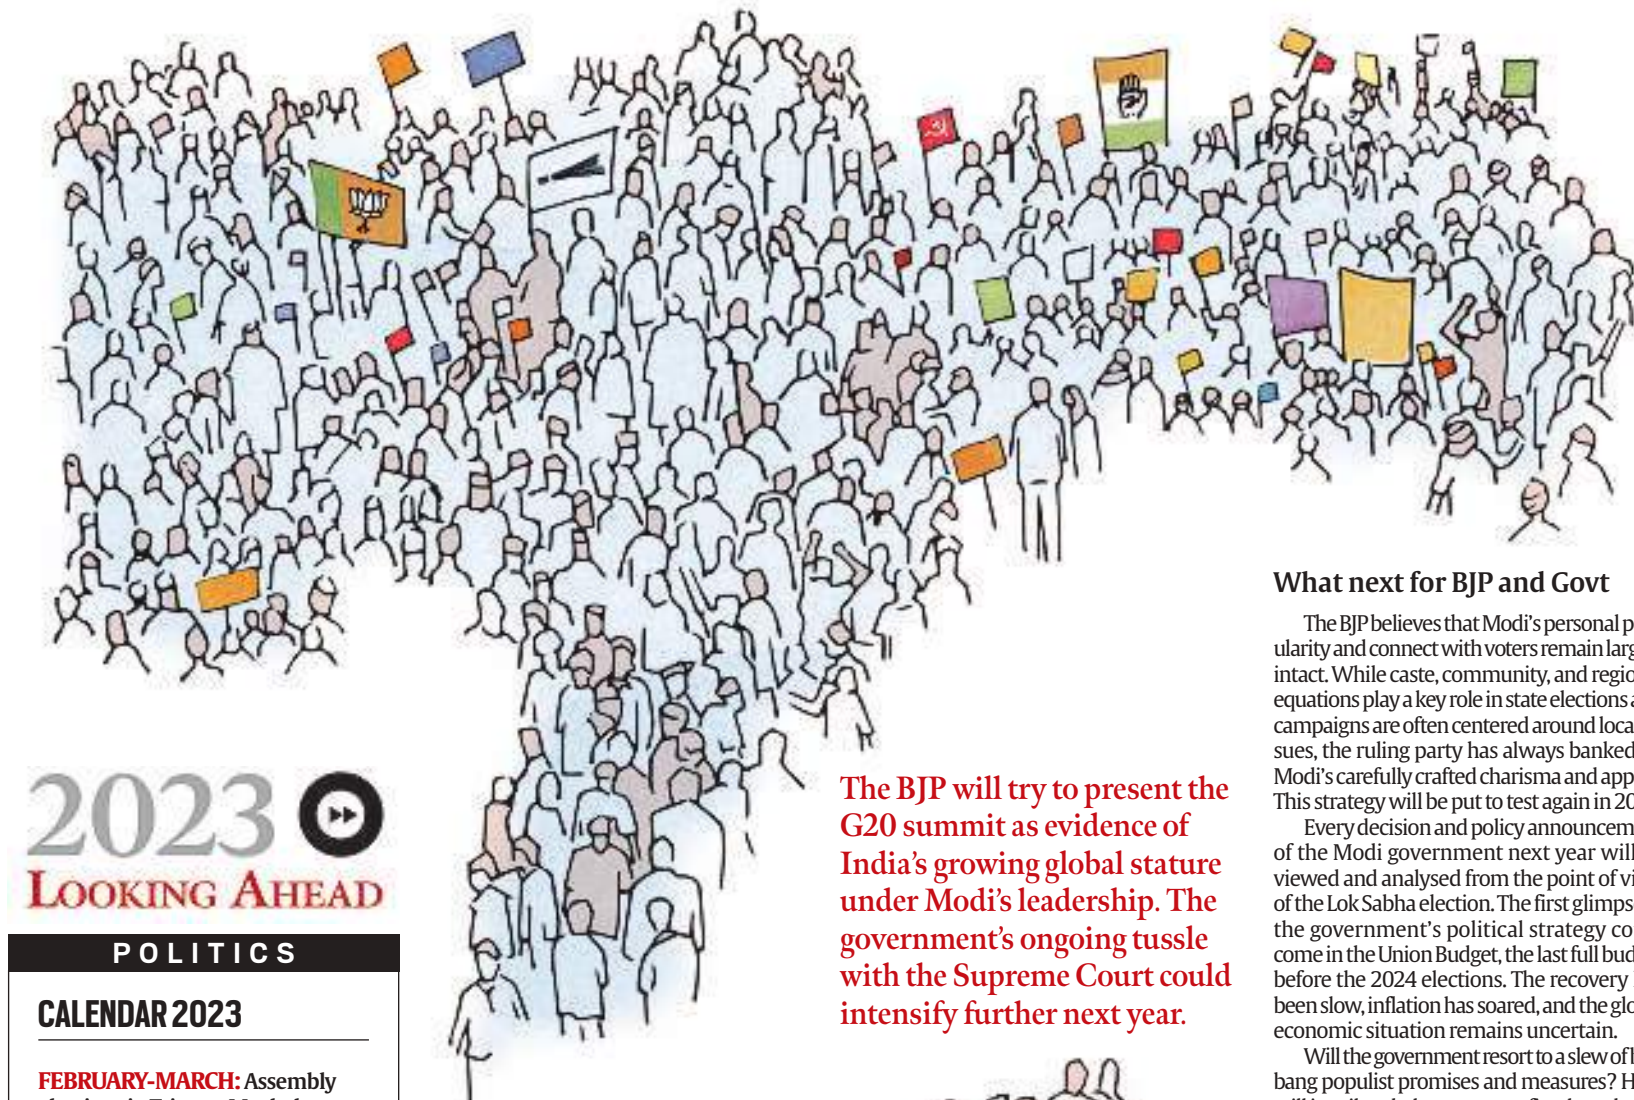 2023
LOOKING AHEAD
POLITICS
CALENDAR 2023
FEBRUARY-MARCH: Assembly
The BJP will try to present the
G20 summit as evidence of
India's growing global stature
under Modi's leadership. The
government's ongoing tussle
with the Supreme Court could
intensify further next year.
What next for BJP and Govt
The BJP believes that Modi's personal p
ularity and connect with voters remain larg
intact. While caste, community, and regio
equations play a key role in state elections a
campaigns are often centered around loca
sues, the ruling party has always banked
Modi's carefully crafted charisma and app
This strategy will be put to test again in 20
Every decision and policy announcem
of the Modi government next year will
viewed and analysed from the point of vi
of the Lok Sabha election. The first glimps
the government's political strategy co
come in the Union Budget, the last full bud
before the 2024 elections. The recovery
been slow, inflation has soared, and the glo
economic situation remains uncertain.
Will the government resort to a slew of b
bang populist promises and measures? H